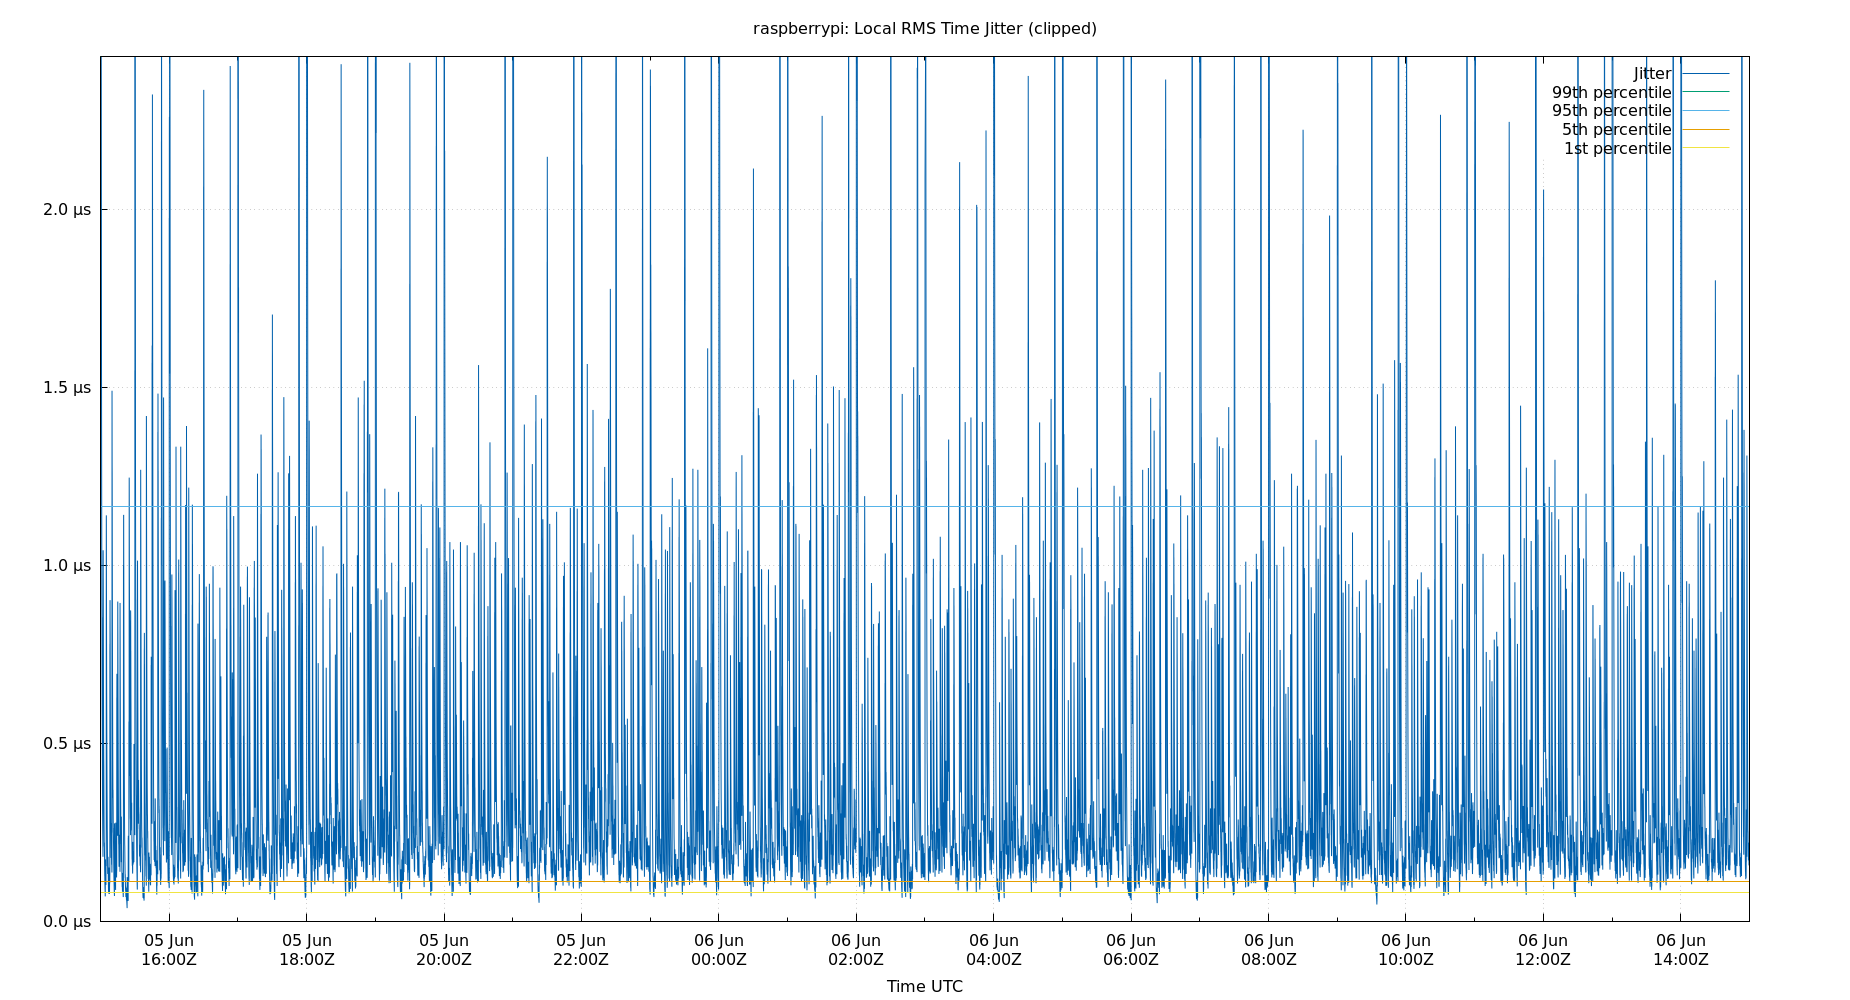 raspberrypi: Local RMS Time Jitter (clipped)
Jitter
99th percentile
95th percentile
5th percentile
1st percentile
2.0 µs
1.5 µs
1.0 µs
0.5 µs
0.0 µs
05 Jun 05 Jun 05 Jun 05 Jun 06 Jun 06 Jun 06 Jun 06 Jun 06 Jun 06 Jun 06 Jun 06 Jun
16:00Z 18:00Z 20:00Z 22:00Z 00:00Z 02:00Z 04:00Z 06:00Z 08:00Z 10:00Z 12:00Z 14:00Z
Time UTC